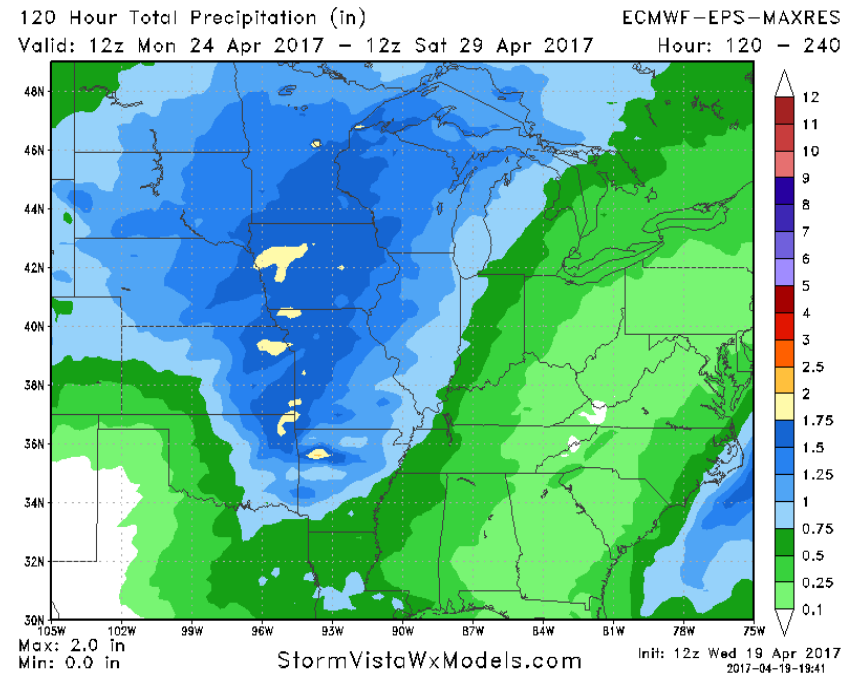 120 Hour Total Precipitation (in) ECMWF-EPS-MAXRES
Valid: 12z Mon 24 Apr 2017 - 12z Sat 29 Apr 2017 Hour: 120 - 240
48N
46N
44N
42N
40N
38N
36N
34N
32N
30N
105W 102W 99W 96W 93W 90W 87W 84W 81W 78W 75W
12
11
10
9
8
7
6
5
4
3
2.5
2
1.75
1.5
1.25
1
0.75
0.5
0.25
0.1
Max: 2.0 in
Min: 0.0 in
StormVistaWxModels.com
Init: 12z Wed 19 Apr 2017
2017-04-19-19:41